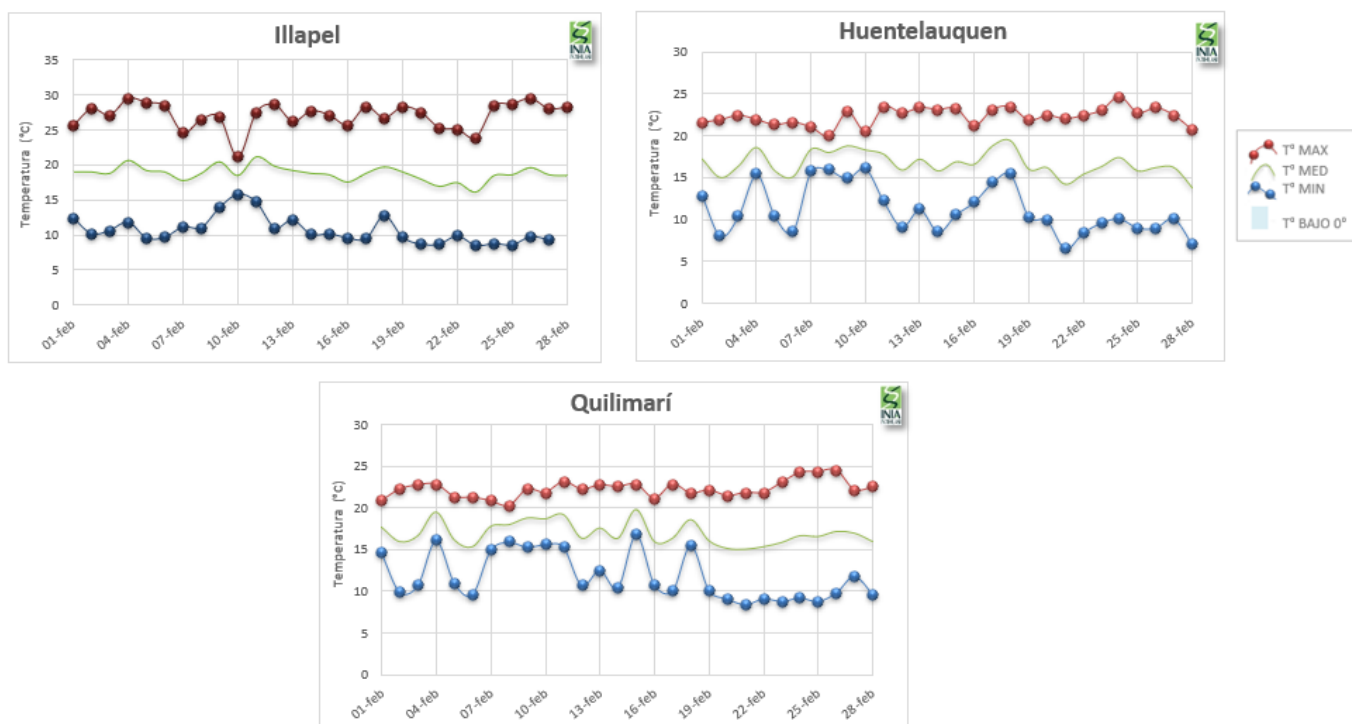 Illapel
INIA
Temperatura (°C)
35
30
25
20
15
10
5
0
01-feb
04-feb
07-feb
10-feb
13-feb
16-feb
19-feb
22-feb
25-feb
28-feb
Huentelauquen
INIA
Temperatura (°C)
30
25
20
15
10
5
0
01-feb
04-feb
07-feb
10-feb
13-feb
16-feb
19-feb
22-feb
25-feb
28-feb
T° MAX
T° MED
T° MIN
T° BAJO 0°
Quilimarí
INIA
Temperatura (°C)
30
25
20
15
10
5
0
01-feb
04-feb
07-feb
10-feb
13-feb
16-feb
19-feb
22-feb
25-feb
28-feb